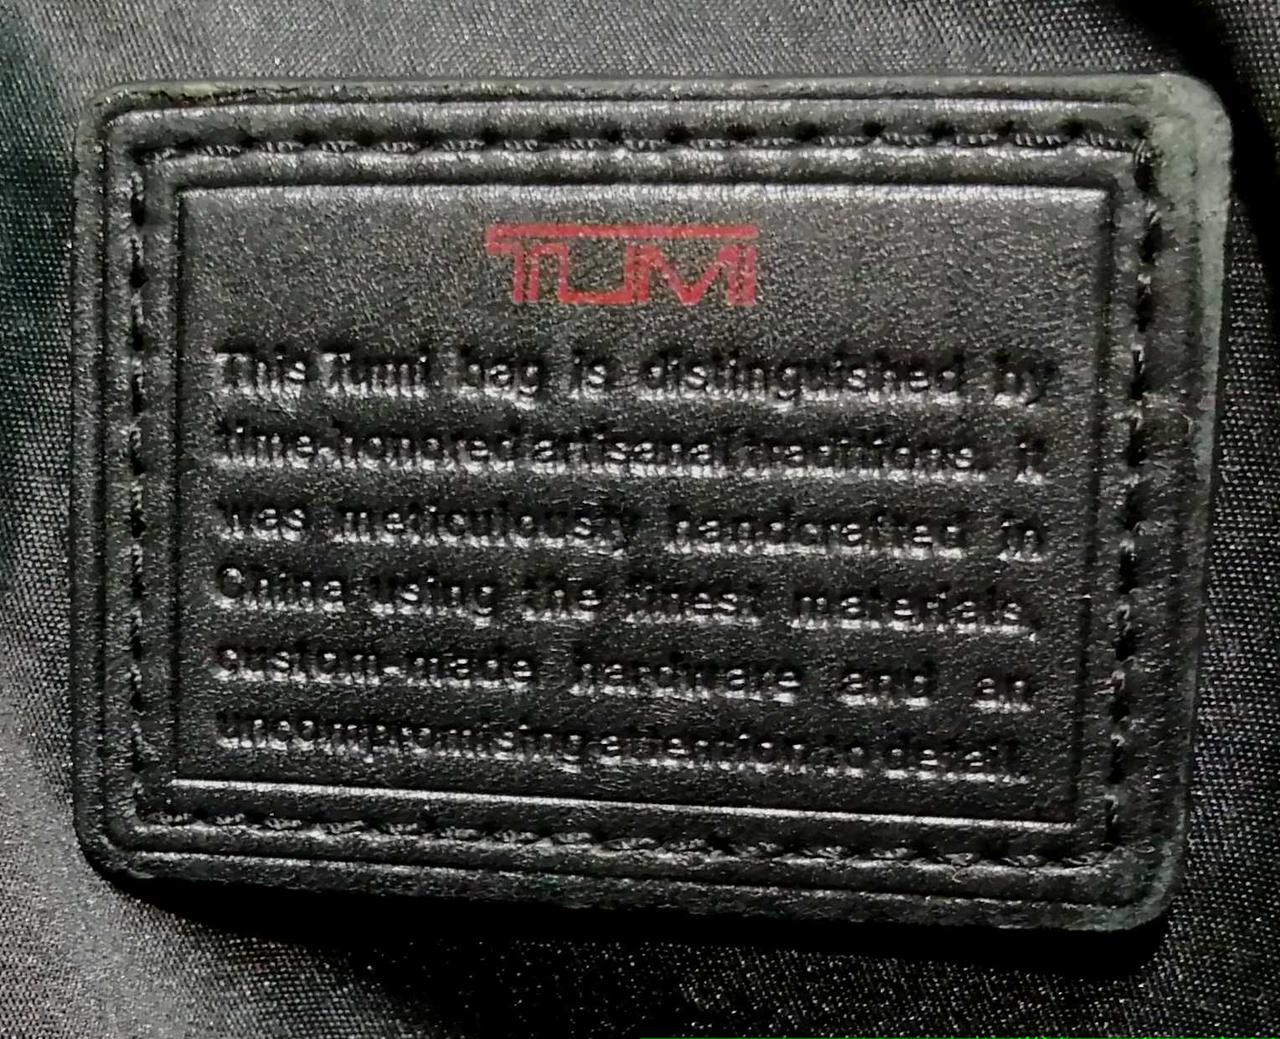 TUMI
This Tumi bag is distinguished by
time-honored artisanal traditions. It
was meticulously handcrafted in
China using the finest materials,
custom-made hardware and an
uncompromising attention to detail.